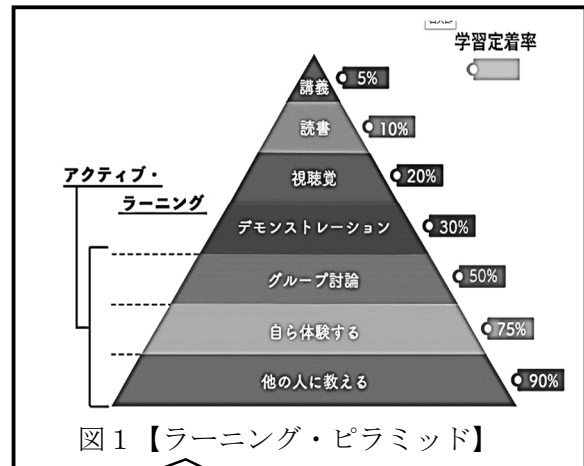 学習定着率
講義 5%
読書 10%
視聴覚 20%
アクティブ・
ラーニング
デモンストレーション 30%
グループ討論 50%
自ら体験する 75%
他の人に教える 90%
図1【ラーニング・ピラミッド】